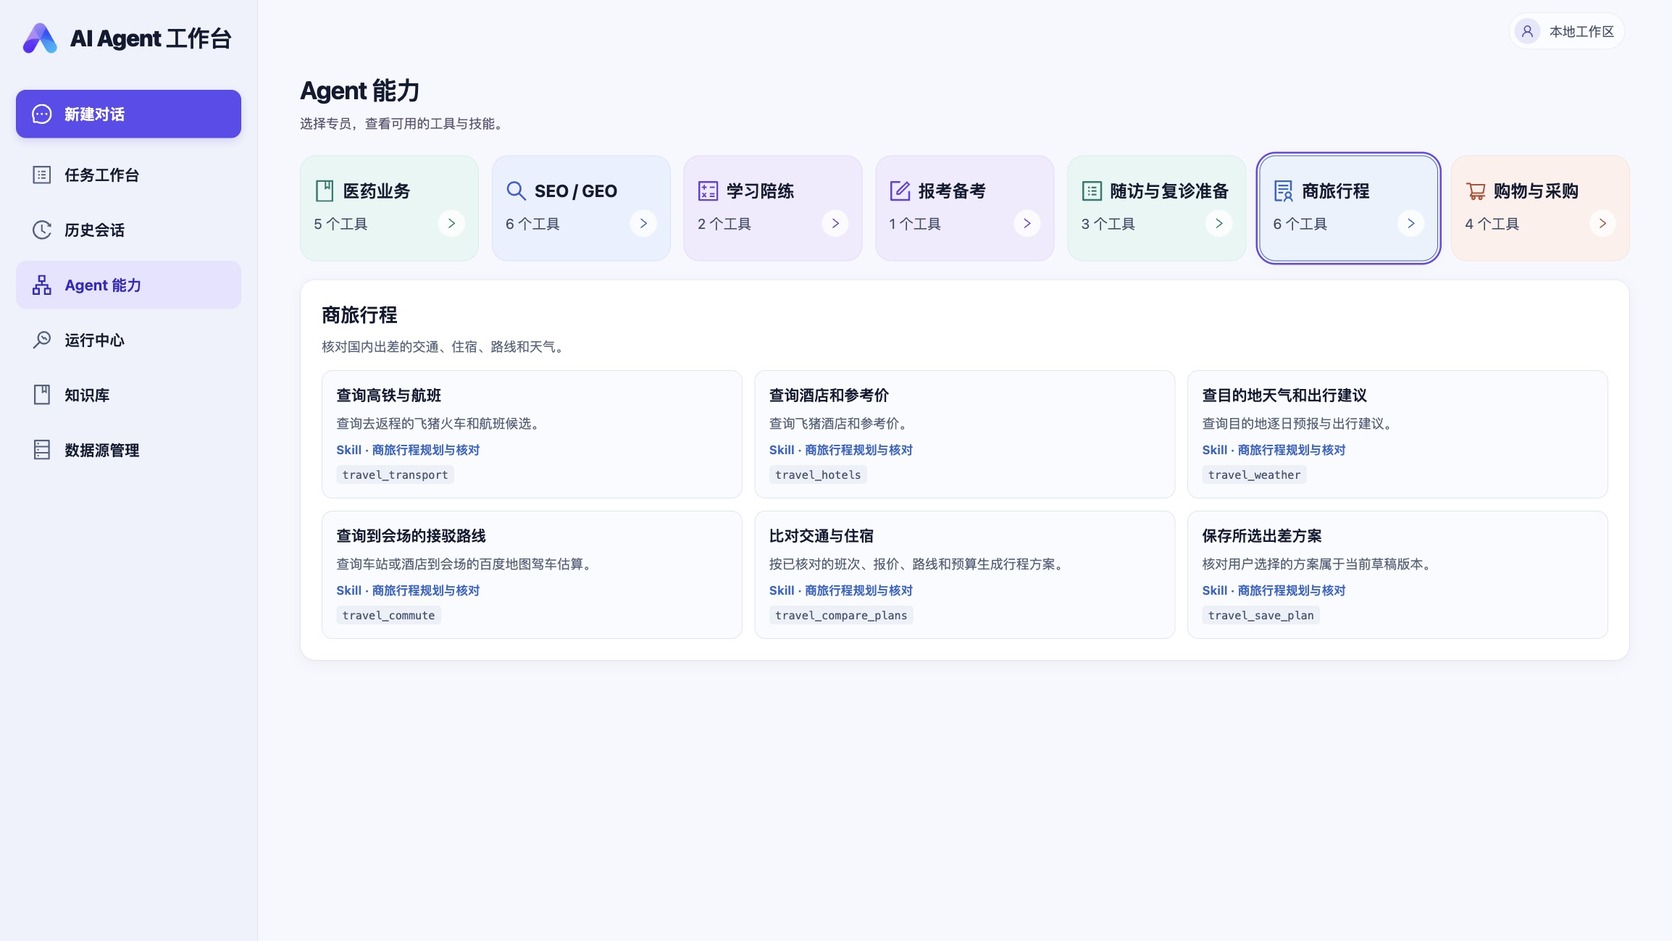 AI Agent 工作台
新建对话
任务工作台
历史会话
Agent 能力
运行中心
知识库
数据源管理
本地工作区
Agent 能力
选择专员，查看可用的工具与技能。
医药业务
5 个工具
SEO / GEO
6 个工具
学习陪练
2 个工具
报考备考
1 个工具
随访与复诊准备
3 个工具
商旅行程
6 个工具
购物与采购
4 个工具
商旅行程
核对国内出差的交通、住宿、路线和天气。
查询高铁与航班
查询去返程的飞猪火车和航班候选。
Skill · 商旅行程规划与核对
travel_transport
查询酒店和参考价
查询飞猪酒店和参考价。
Skill · 商旅行程规划与核对
travel_hotels
查目的地天气和出行建议
查询目的地逐日预报与出行建议。
Skill · 商旅行程规划与核对
travel_weather
查询到会场的接驳路线
查询车站或酒店到会场的百度地图驾车估算。
Skill · 商旅行程规划与核对
travel_commute
比对交通与住宿
按已核对的班次、报价、路线和预算生成行程方案。
Skill · 商旅行程规划与核对
travel_compare_plans
保存所选出差方案
核对用户选择的方案属于当前草稿版本。
Skill · 商旅行程规划与核对
travel_save_plan